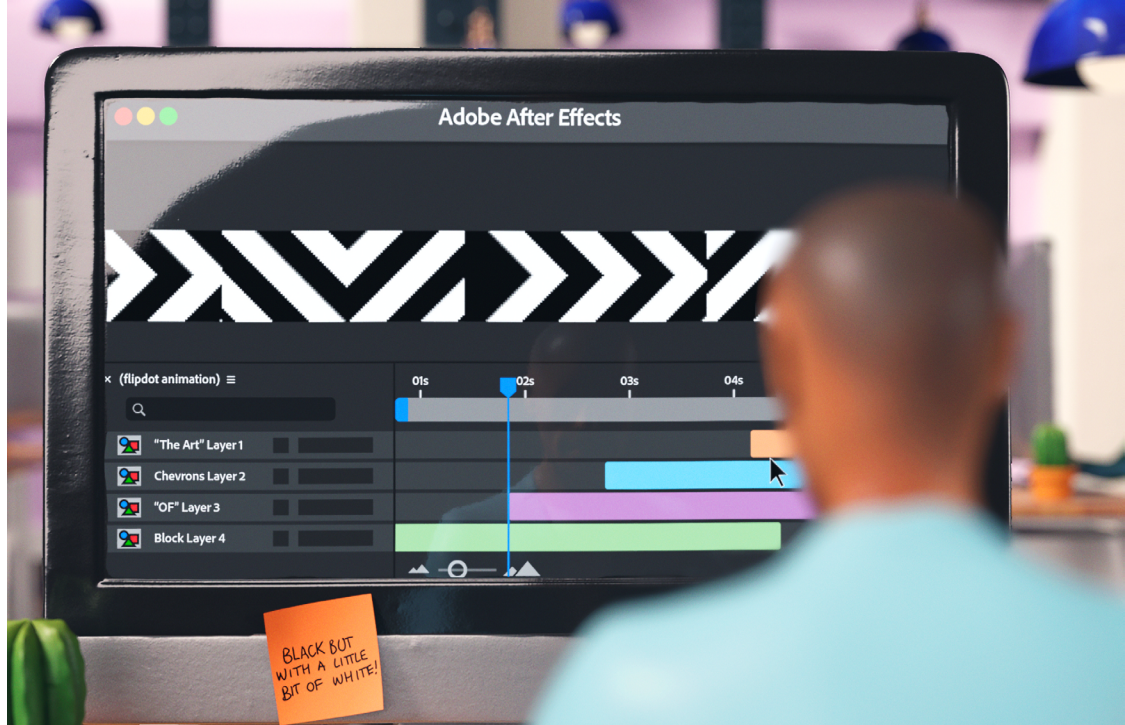 Adobe After Effects
× (flipdot animation) ≡
01s 02s 03s 04s
"The Art" Layer 1
Chevrons Layer 2
"OF" Layer 3
Block Layer 4
BLACK BUT
WITH A LITTLE
BIT OF WHITE!